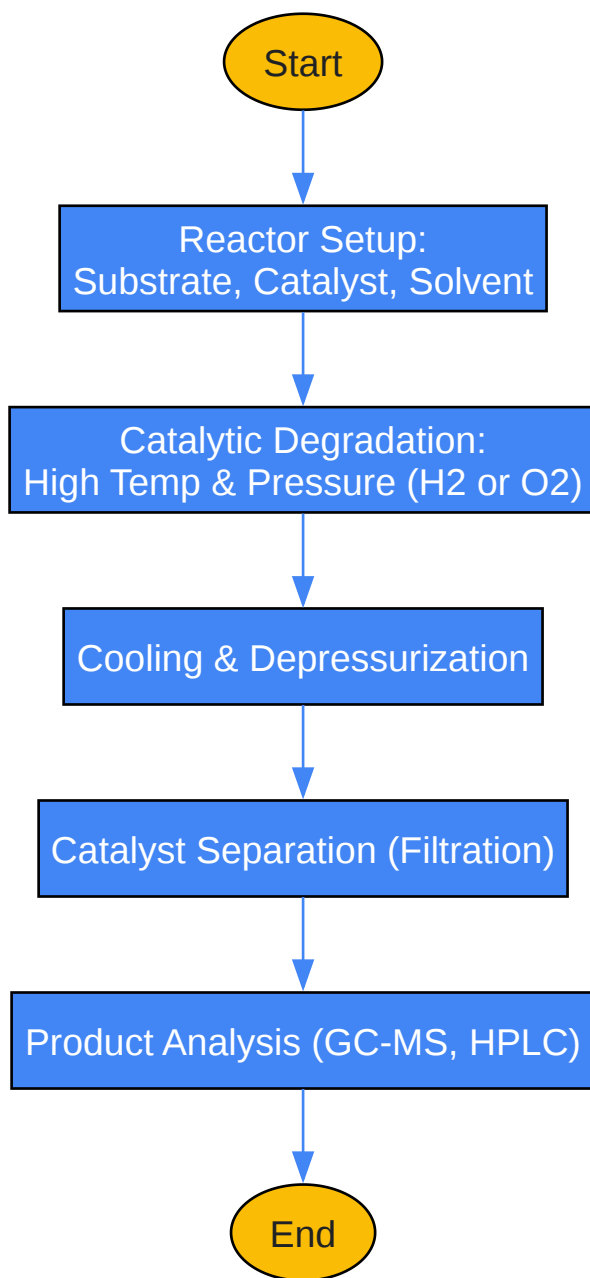 Start
Reactor Setup:
Substrate, Catalyst, Solvent
Catalytic Degradation:
High Temp & Pressure (H2 or O2)
Cooling & Depressurization
Catalyst Separation (Filtration)
Product Analysis (GC-MS, HPLC)
End